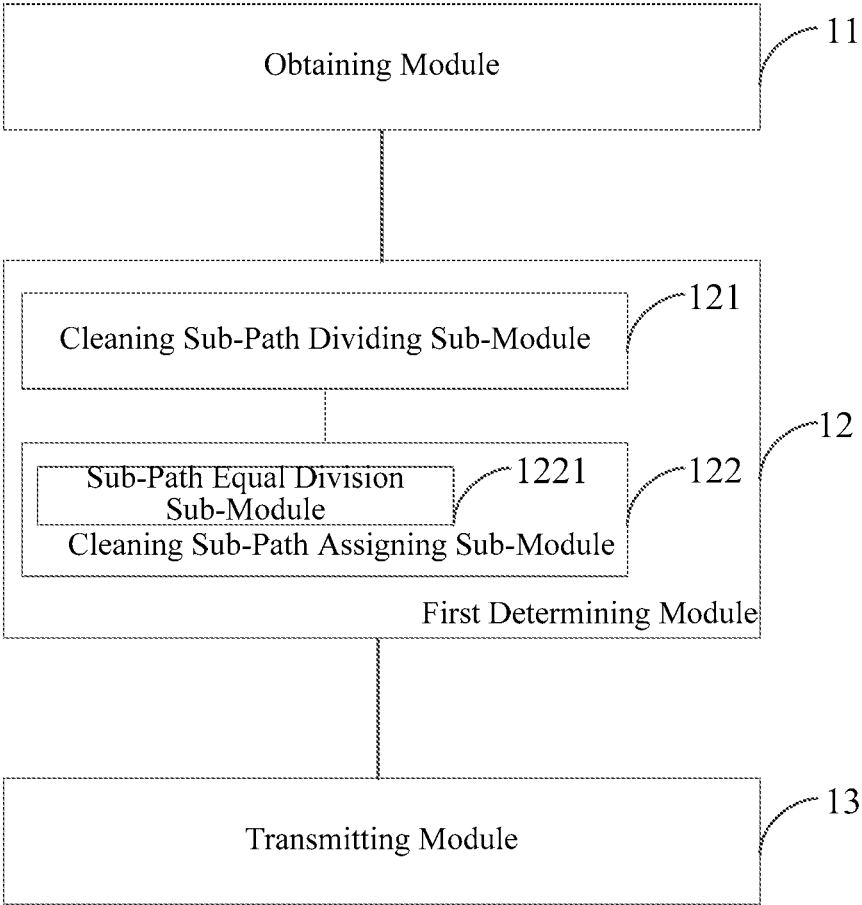 Obtaining Module
11
Cleaning Sub-Path Dividing Sub-Module
121
12
Sub-Path Equal Division
Sub-Module
1221
122
Cleaning Sub-Path Assigning Sub-Module
First Determining Module
Transmitting Module
13